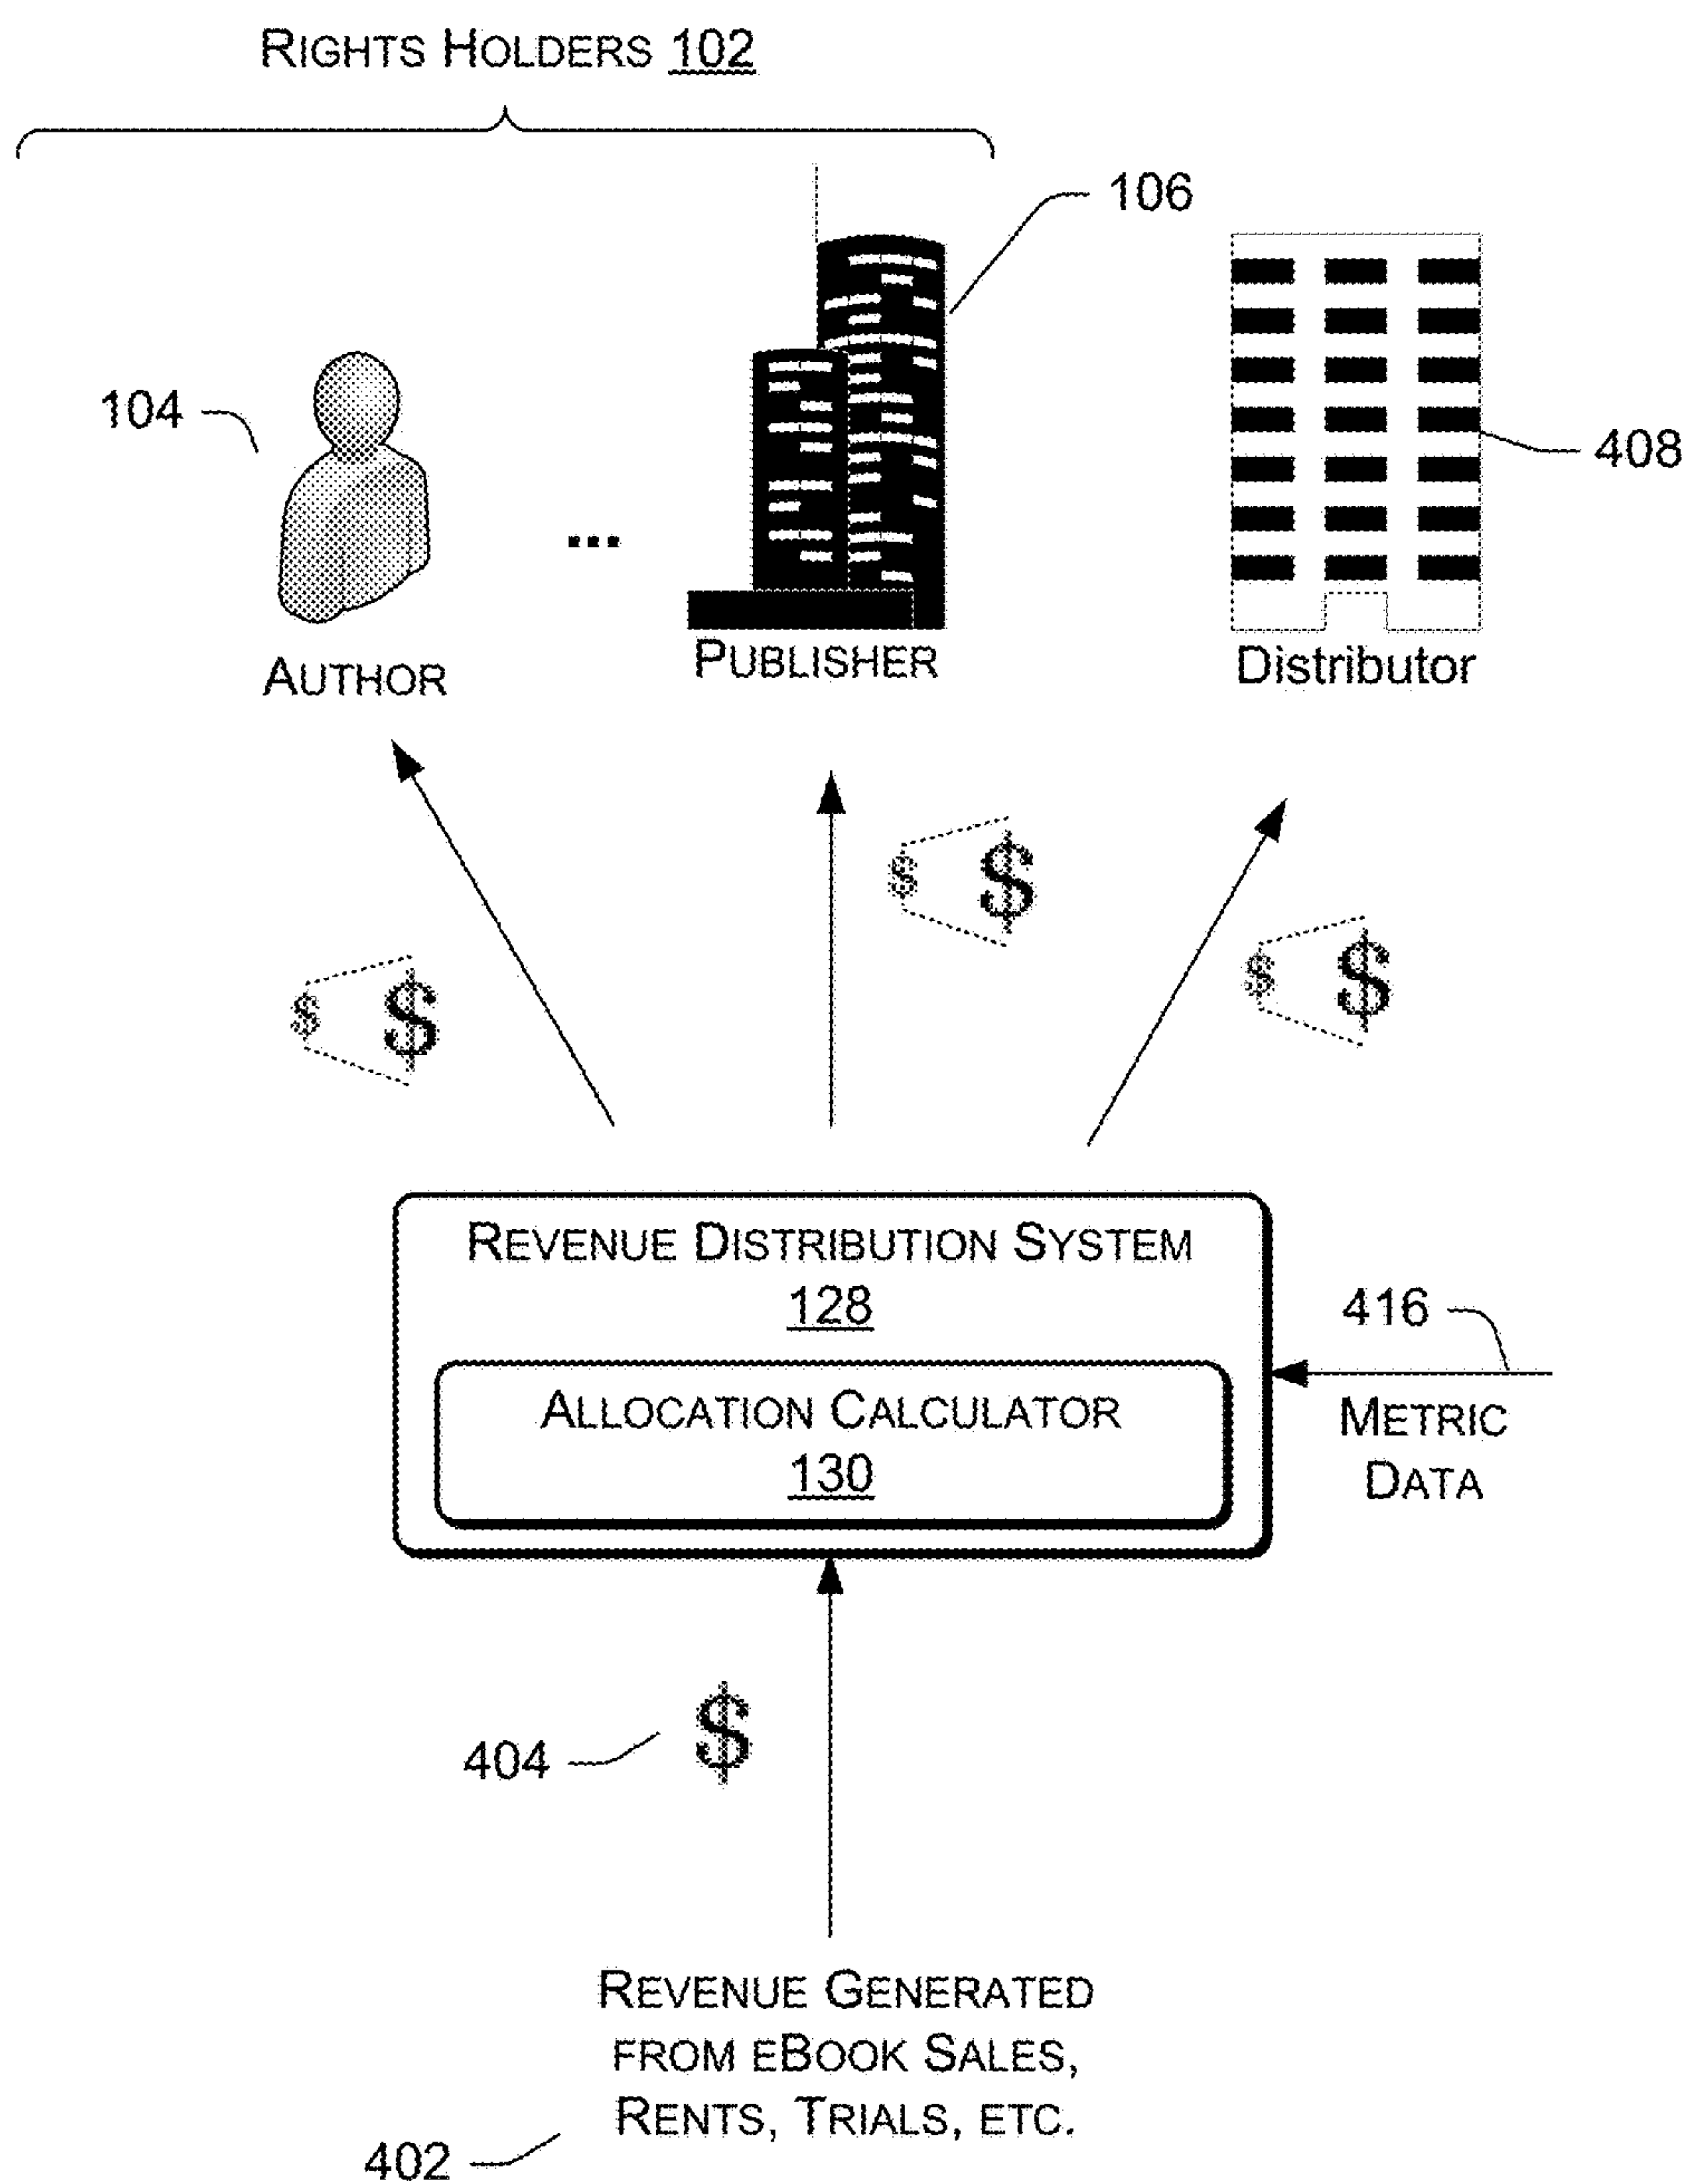 RIGHTS HOLDERS 102
106
104
408
...
AUTHOR
PUBLISHER
Distributor
$ $
$ $
$ $
REVENUE DISTRIBUTION SYSTEM
128
416
ALLOCATION CALCULATOR
130
METRIC
DATA
404
$
REVENUE GENERATED
FROM EBOOK SALES,
RENTS, TRIALS, ETC.
402